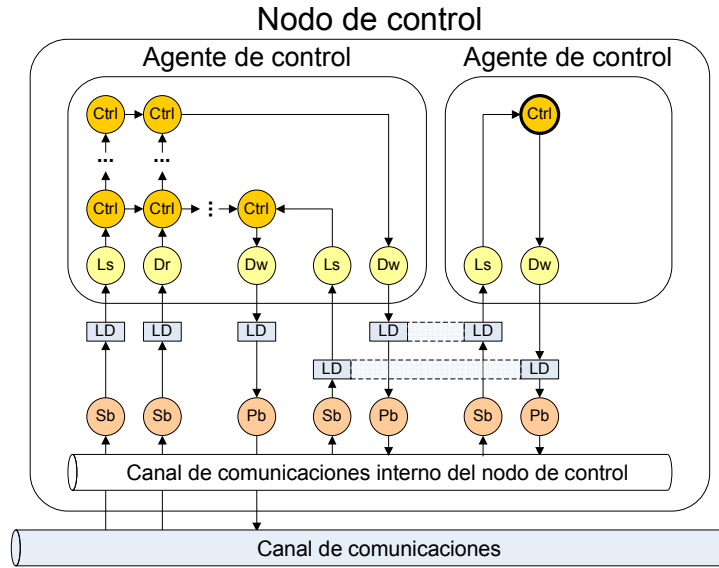 Nodo de control
Agente de control
Agente de control
Ctrl
Ctrl
Ctrl
...
...
Ctrl
Ctrl
...
Ctrl
Ls
Dr
Dw
Ls
Dw
Ls
Dw
LD
LD
LD
LD
LD
LD
LD
Sb
Sb
Pb
Sb
Pb
Sb
Pb
Canal de comunicaciones interno del nodo de control
Canal de comunicaciones